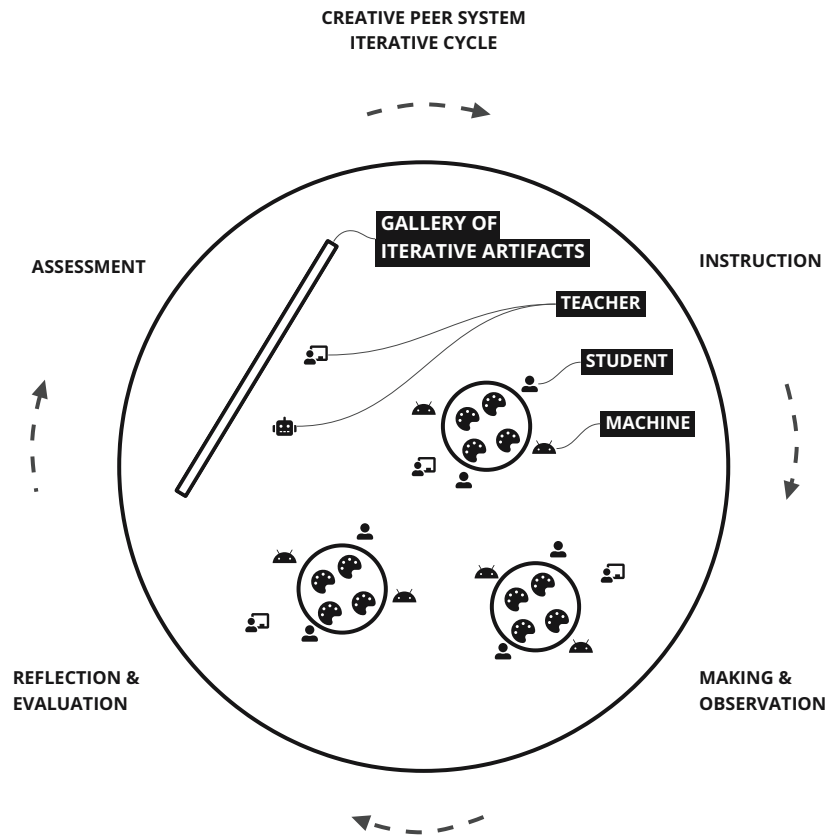 CREATIVE PEER SYSTEM
ITERATIVE CYCLE
GALLERY OF
ITERATIVE ARTIFACTS
ASSESSMENT
INSTRUCTION
TEACHER
STUDENT
MACHINE
REFLECTION &
EVALUATION
MAKING &
OBSERVATION